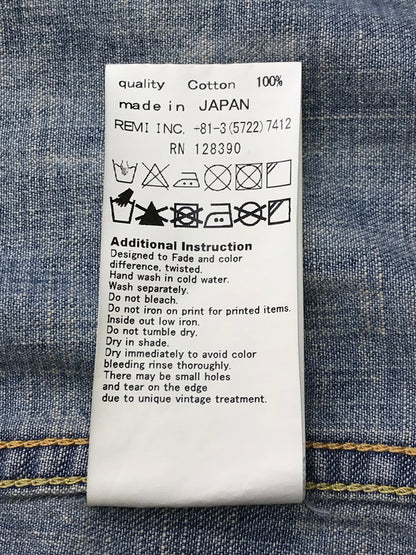 quality Cotton 100%
made in JAPAN
REMI INC. +81-3(5722)7412
RN 128390
Additional Instruction
Designed to Fade and color
difference, twisted.
Hand wash in cold water.
Wash separately.
Do not bleach.
Do not iron on print for printed items.
Inside out low iron.
Do not tumble dry.
Dry in shade.
Dry immediately to avoid color
bleeding rinse thoroughly.
There may be small holes
and tear on the edge
due to unique vintage treatment.